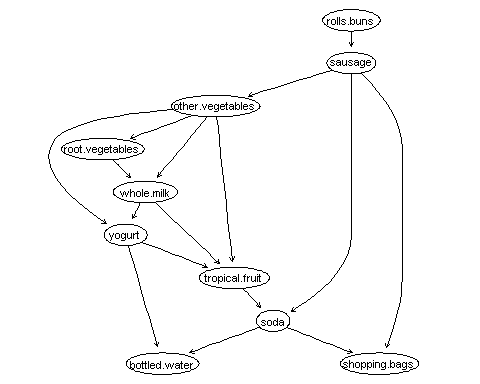 rolls.buns
sausage
other.vegetables
root.vegetables
whole.milk
yogurt
tropical.fruit
soda
bottled.water
shopping.bags